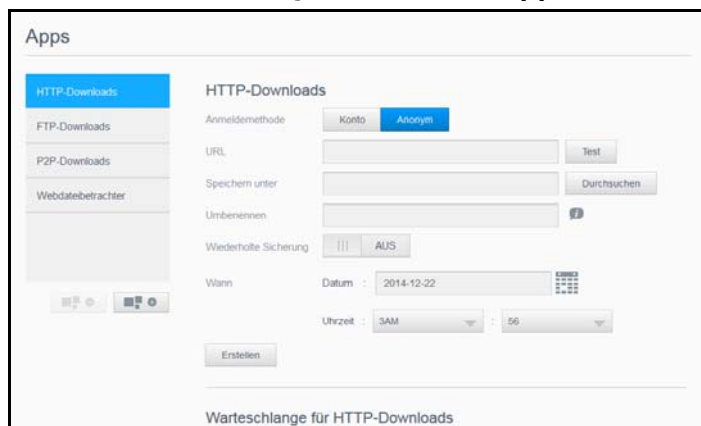 Apps
HTTP-Downloads
FTP-Downloads
P2P-Downloads
Webdateibetrachter
HTTP-Downloads
Anmeldemethode Konto Anonym
URL Test
Speichern unter Durchsuchen
Umbenennen
Wiederholte Sicherung AUS
Wann Datum : 2014-12-22
Uhrzeit : 3AM : 56
Erstellen
Warteschlange für HTTP-Downloads